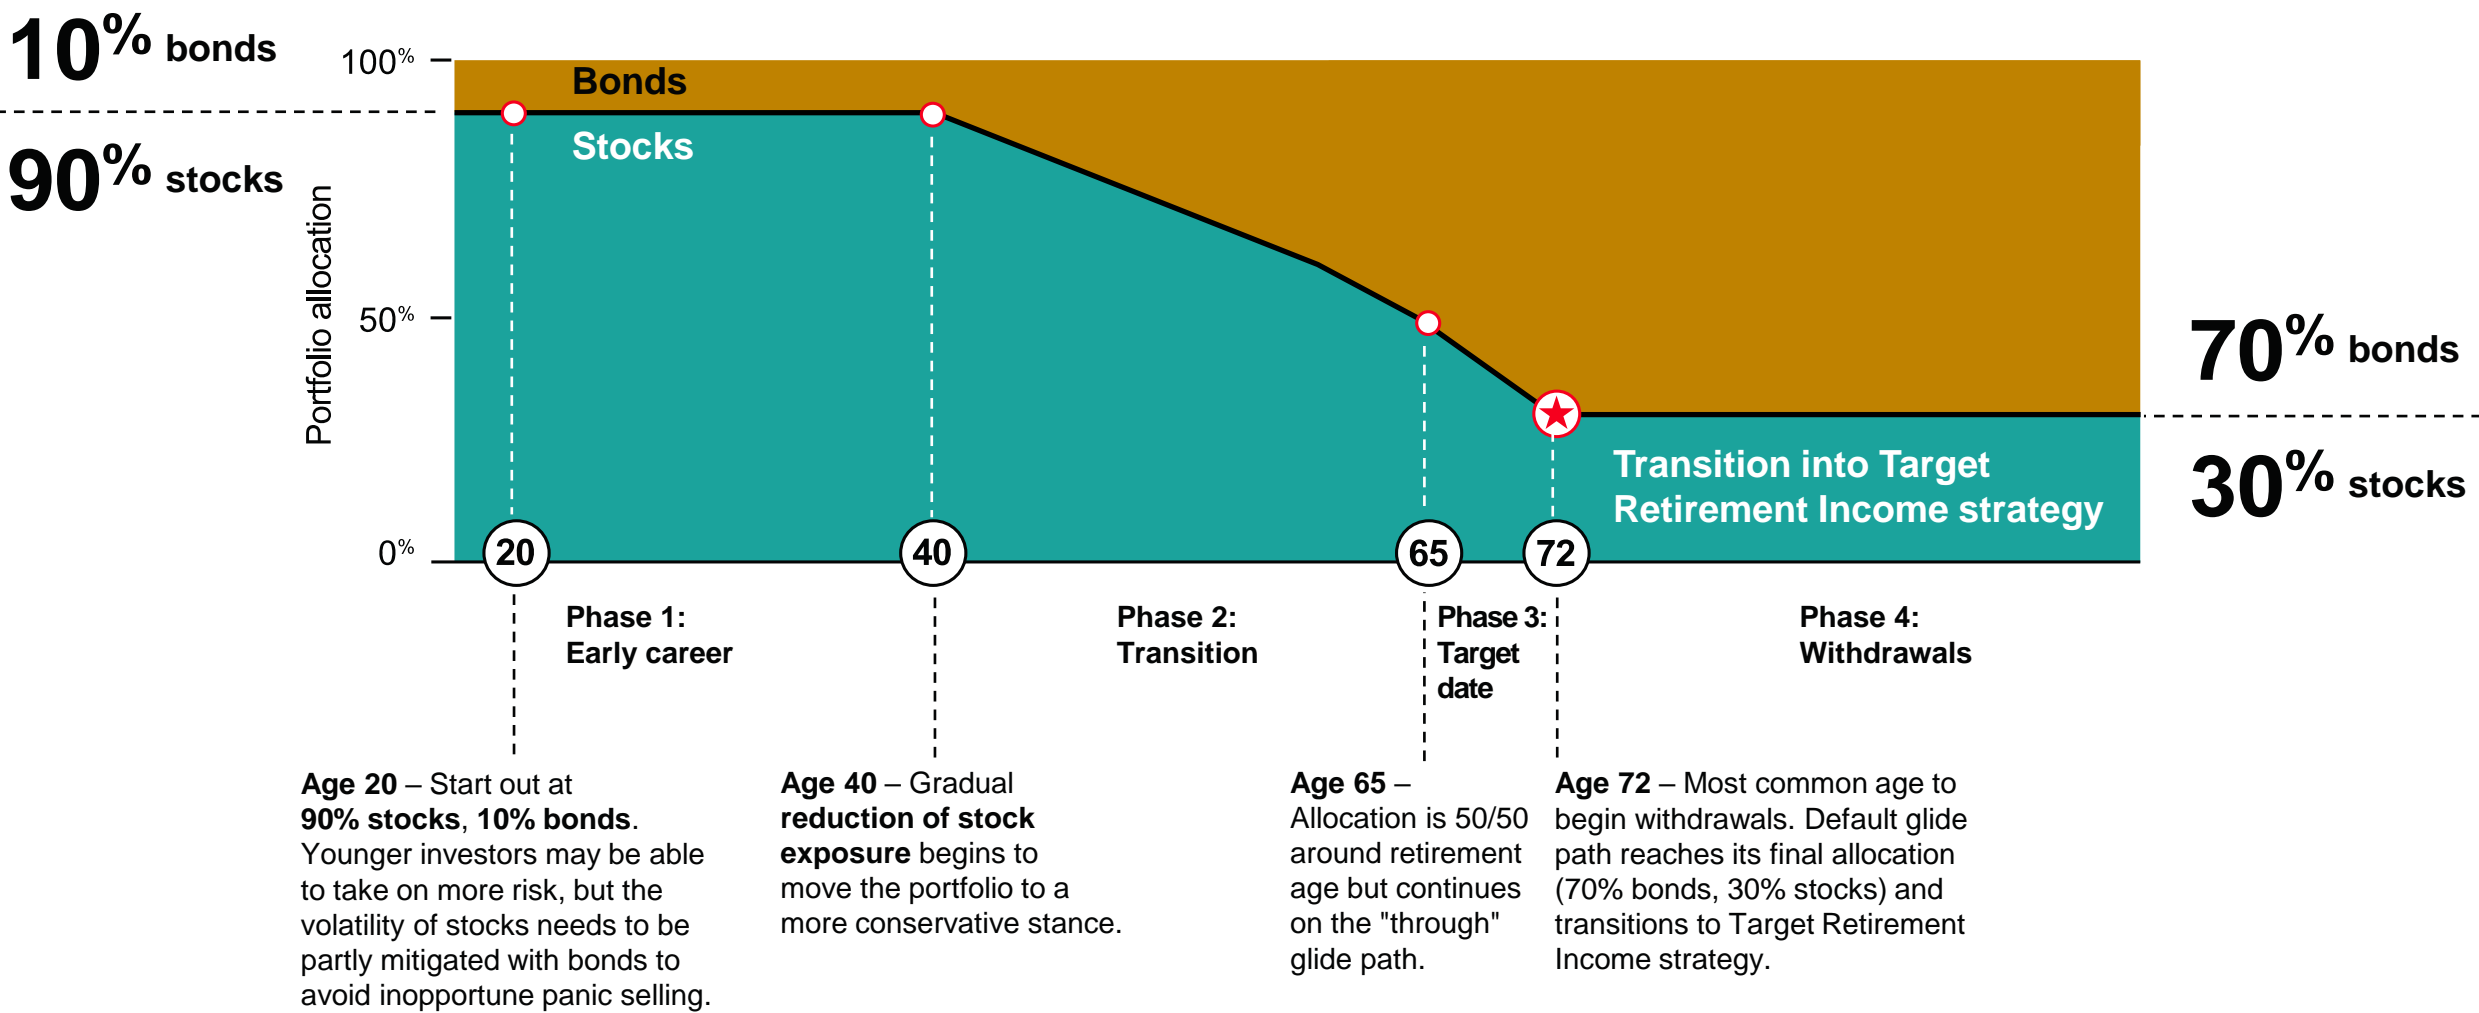 10% bonds
90% stocks
Portfolio allocation
100%
50%
0%
Bonds
Stocks
Transition into Target
Retirement Income strategy
70% bonds
30% stocks
20
40
65
72
Phase 1:
Early career
Phase 2:
Transition
Phase 3:
Target
date
Phase 4:
Withdrawals
Age 20 – Start out at
90% stocks, 10% bonds.
Younger investors may be able
to take on more risk, but the
volatility of stocks needs to be
partly mitigated with bonds to
avoid inopportune panic selling.
Age 40 – Gradual
reduction of stock
exposure begins to
move the portfolio to a
more conservative stance.
Age 65 –
Allocation is 50/50
around retirement
age but continues
on the "through"
glide path.
Age 72 – Most common age to
begin withdrawals. Default glide
path reaches its final allocation
(70% bonds, 30% stocks) and
transitions to Target Retirement
Income strategy.